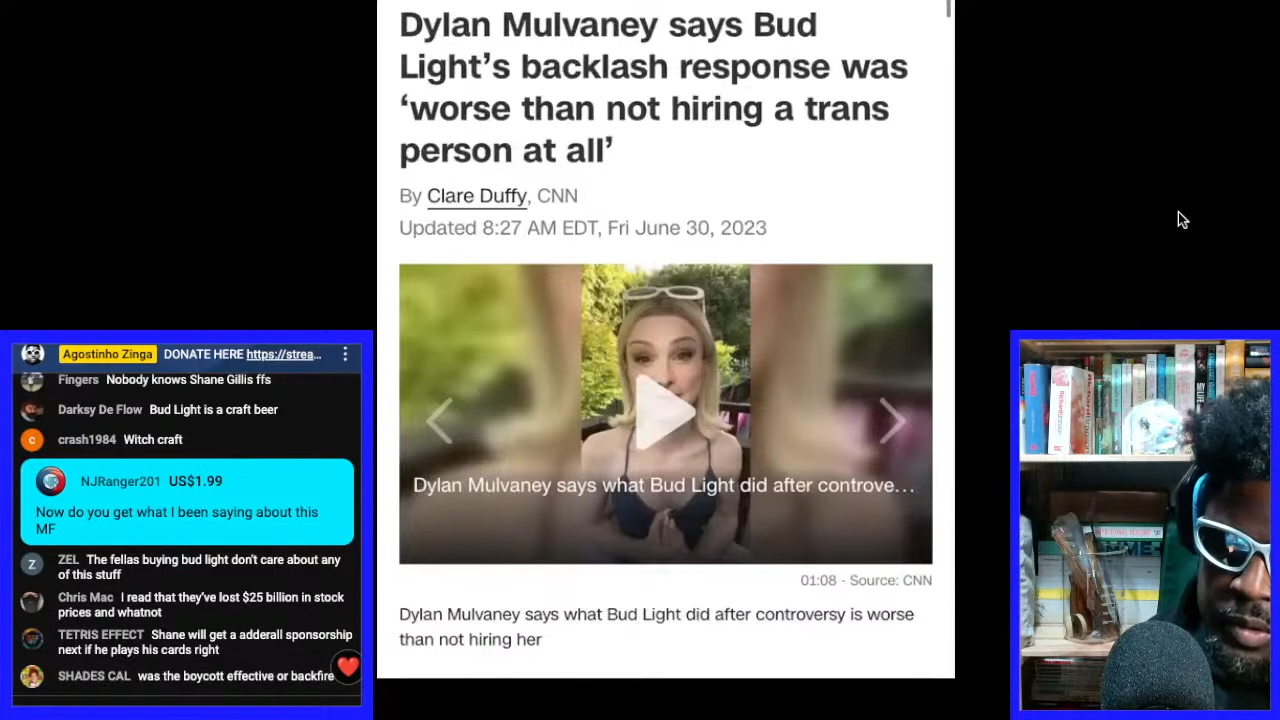 Dylan Mulvaney says Bud
Light’s backlash response was
‘worse than not hiring a trans
person at all’
By Clare Duffy, CNN
Updated 8:27 AM EDT, Fri June 30, 2023
Dylan Mulvaney says what Bud Light did after controve...
01:08 - Source: CNN
Dylan Mulvaney says what Bud Light did after controversy is worse
than not hiring her
Agostinho Zinga DONATE HERE https://strea...
Fingers Nobody knows Shane Gillis ffs
Darksy De Flow Bud Light is a craft beer
c crash1984 Witch craft
NJRanger201 US$1.99
Now do you get what I been saying about this
MF
Z ZEL The fellas buying bud light don't care about any
of this stuff
Chris Mac I read that they've lost $25 billion in stock
prices and whatnot
TETRIS EFFECT Shane will get a adderall sponsorship
next if he plays his cards right
SHADES CAL was the boycott effective or backfire